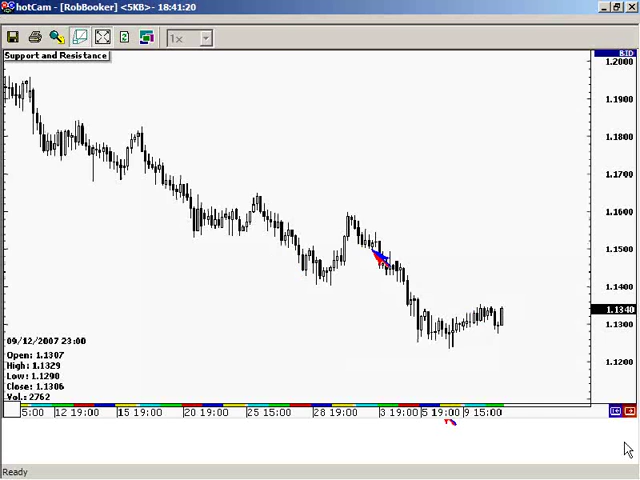 hotCam - [RobBooker] <5KB> - 18:41:20
1x
Support and Resistance
BID
1.2000
1.1900
1.1800
1.1700
1.1600
1.1500
1.1400
1.1340
1.1300
1.1200
09/12/2007 23:00
Open: 1.1307
High: 1.1329
Low: 1.1290
Close: 1.1306
Vol.: 2762
5:00 12 19:00 15 19:00 20 19:00 25 15:00 28 19:00 3 19:00 5 19:00 9 15:00
Ready